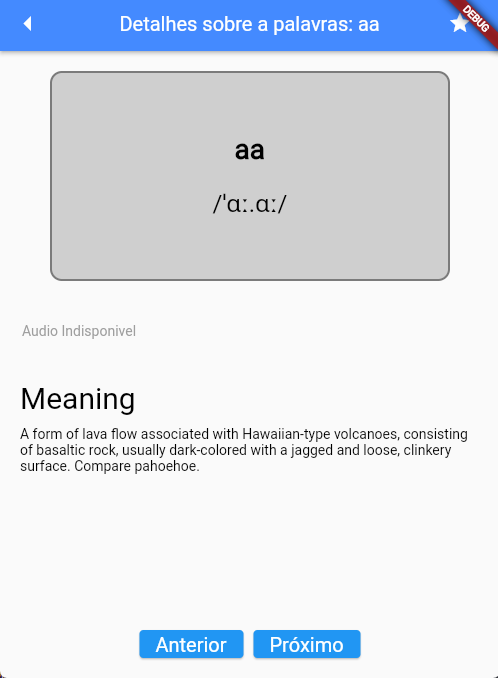 Detalhes sobre a palavras: aa
DEBUG
aa
/ˈɑː.ɑː/
Audio Indisponivel
Meaning
A form of lava flow associated with Hawaiian-type volcanoes, consisting
of basaltic rock, usually dark-colored with a jagged and loose, clinkery
surface. Compare pahoehoe.
Anterior Próximo